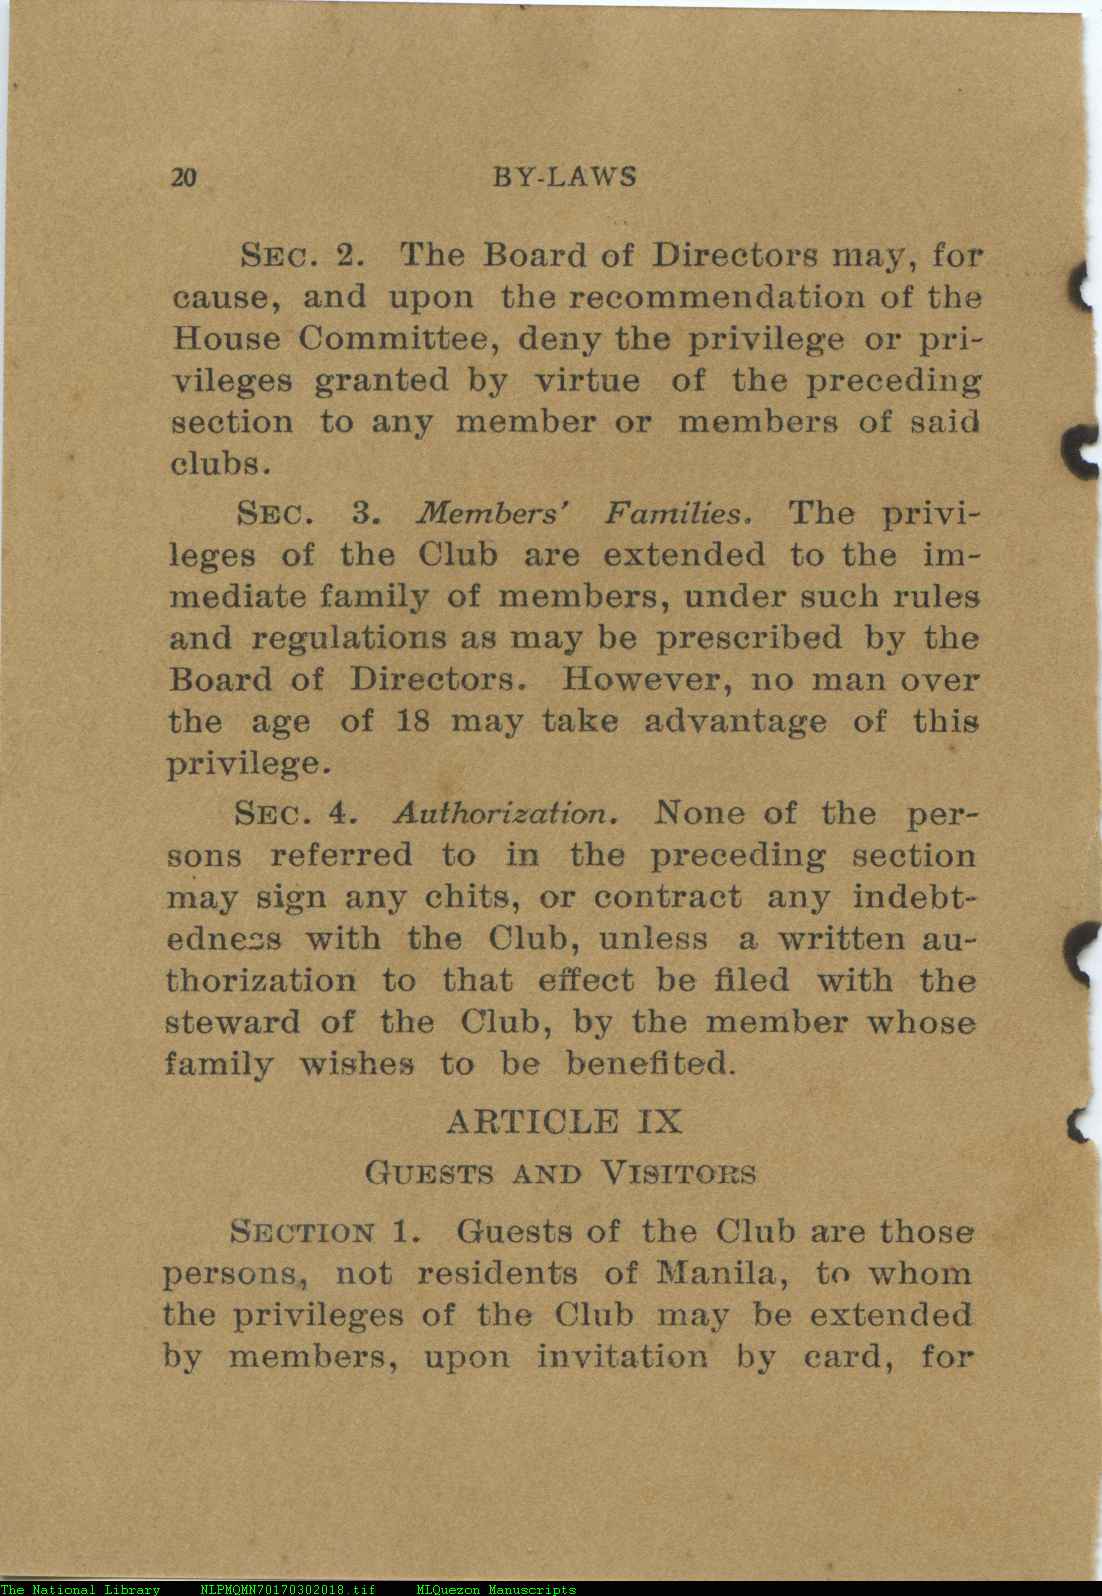 20 BY-LAWS
SEC. 2. The Board of Directors may, for
cause, and upon the recommendation of the
House Committee, deny the privilege or pri-
vileges granted by virtue of the preceding
section to any member or members of said
clubs.
SEC. 3. Members' Families. The privi-
leges of the Club are extended to the im-
mediate family of members, under such rules
and regulations as may be prescribed by the
Board of Directors. However, no man over
the age of 18 may take advantage of this
privilege.
SEC. 4. Authorization. None of the per-
sons referred to in the preceding section
may sign any chits, or contract any indebt-
edness with the Club, unless a written au-
thorization to that effect be filed with the
steward of the Club, by the member whose
family wishes to be benefited.
ARTICLE IX
GUESTS AND VISITORS
SECTION 1. Guests of the Club are those
persons, not residents of Manila, to whom
the privileges of the Club may be extended
by members, upon invitation by card, for
The National Library NLPMQMN70170302018.tif MLQuezon Manuscripts